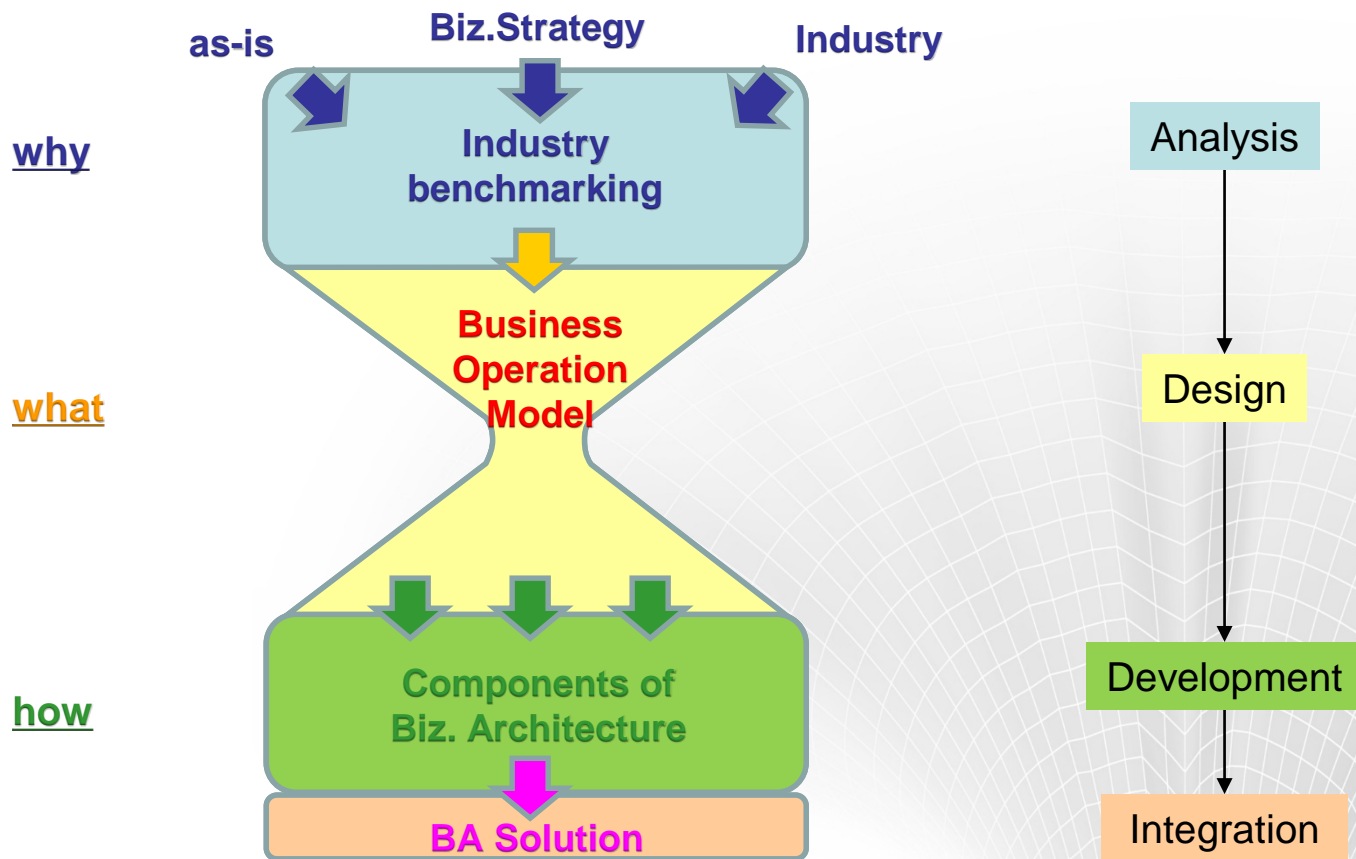 as-is
Biz.Strategy
Industry
why
Industry
benchmarking
Analysis
what
Business
Operation
Model
Design
how
Components of
Biz. Architecture
Development
BA Solution
Integration